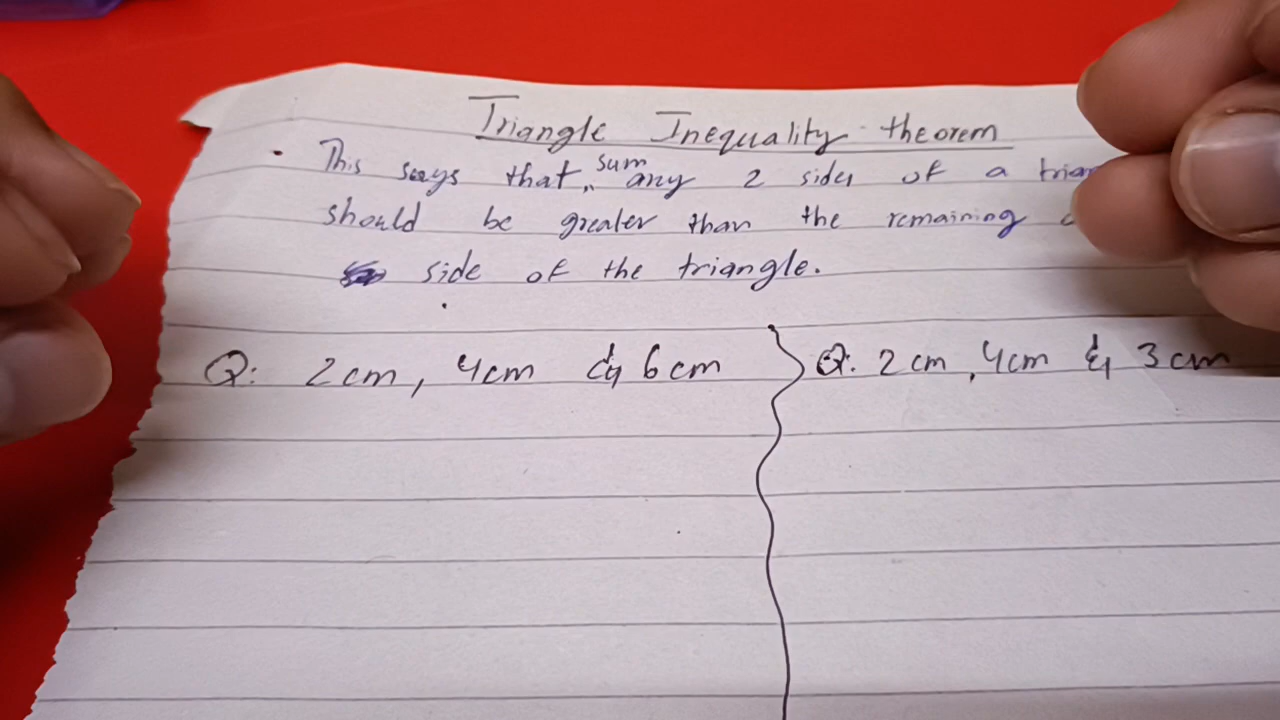 Triangle Inequality theorem
• This says that, sum any 2 sides of a
should be greater than the remaining
side of the triangle.
Q: 2cm, 4cm & 6cm
Q: 2cm, 4cm & 3cm